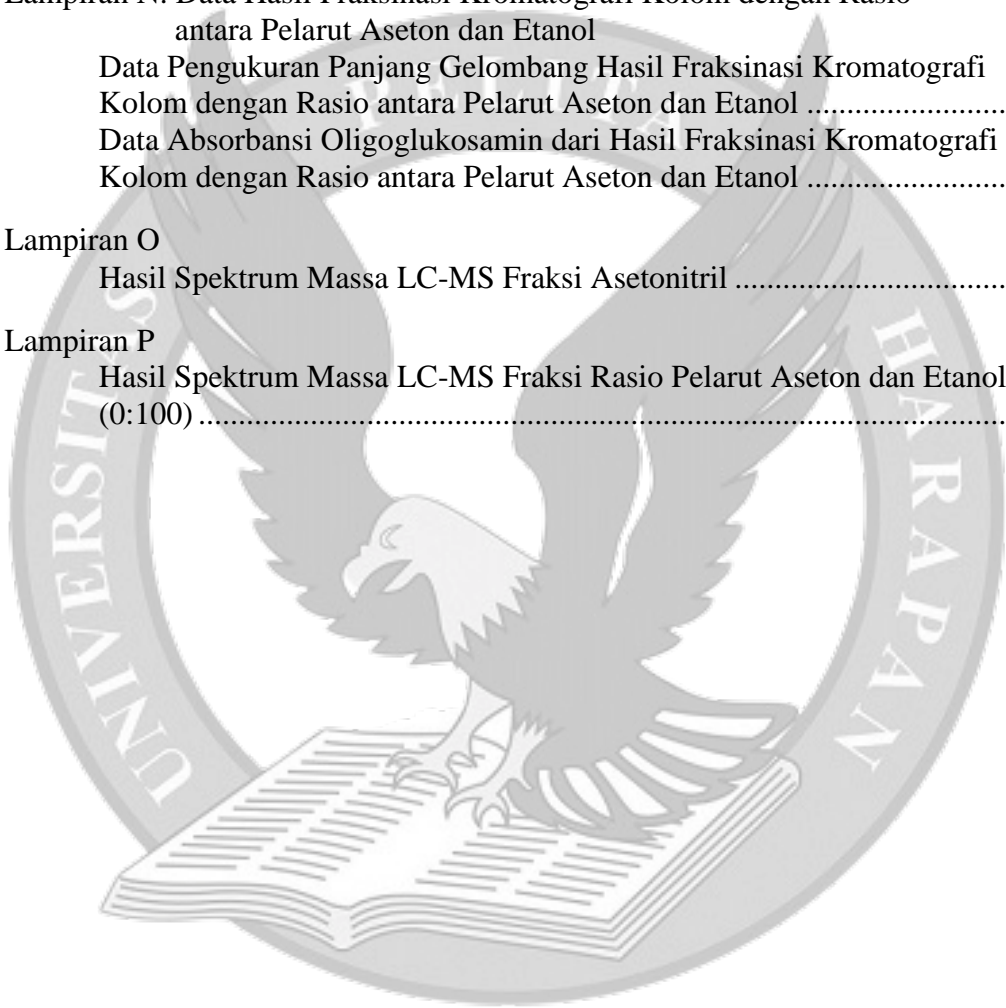 Lampiran N. Data Hasil Fraksinasi Kromatografi Kolom dengan Rasio
antara Pelarut Aseton dan Etanol
Data Pengukuran Panjang Gelombang Hasil Fraksinasi Kromatografi
Kolom dengan Rasio antara Pelarut Aseton dan Etanol .........................
Data Absorbansi Oligoglukosamin dari Hasil Fraksinasi Kromatografi
Kolom dengan Rasio antara Pelarut Aseton dan Etanol .........................
Lampiran O
Hasil Spektrum Massa LC-MS Fraksi Asetonitril ..................................
Lampiran P
Hasil Spektrum Massa LC-MS Fraksi Rasio Pelarut Aseton dan Etanol
(0:100) ....................................................................................................
UNIVERSITAS PELITA HARAPAN